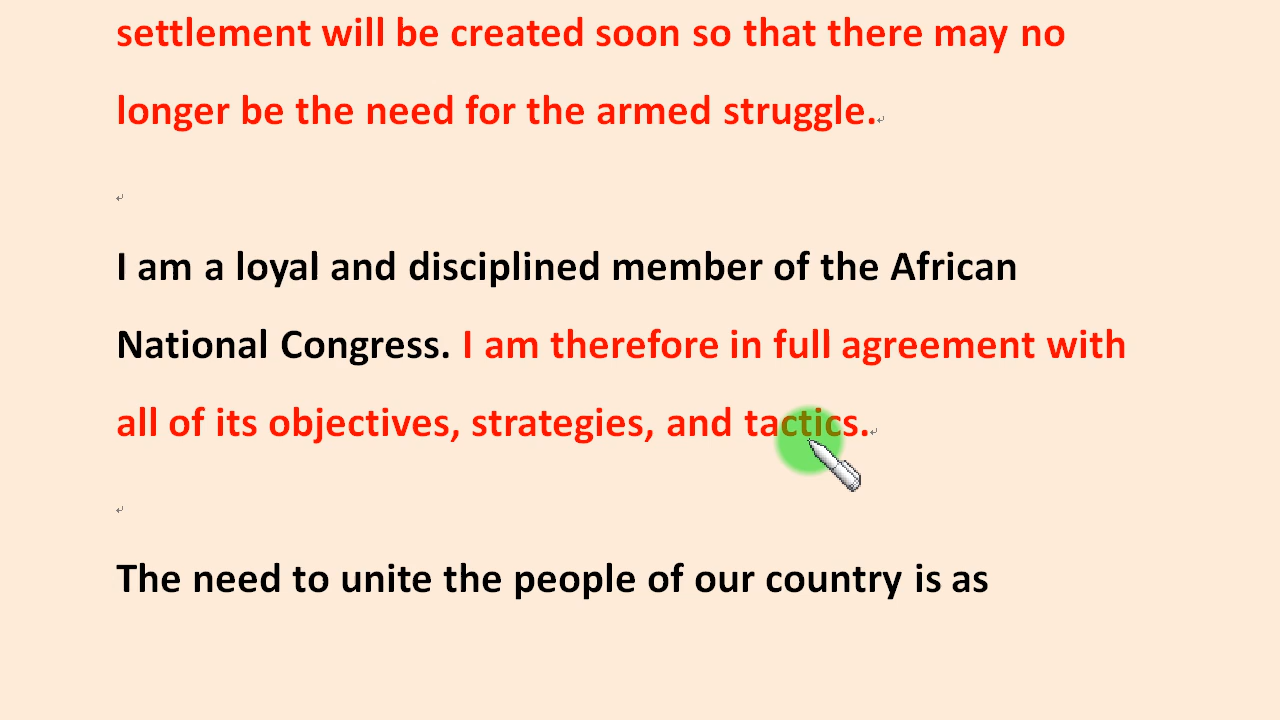 settlement will be created soon so that there may no
longer be the need for the armed struggle.
I am a loyal and disciplined member of the African
National Congress. I am therefore in full agreement with
all of its objectives, strategies, and tactics.
The need to unite the people of our country is as